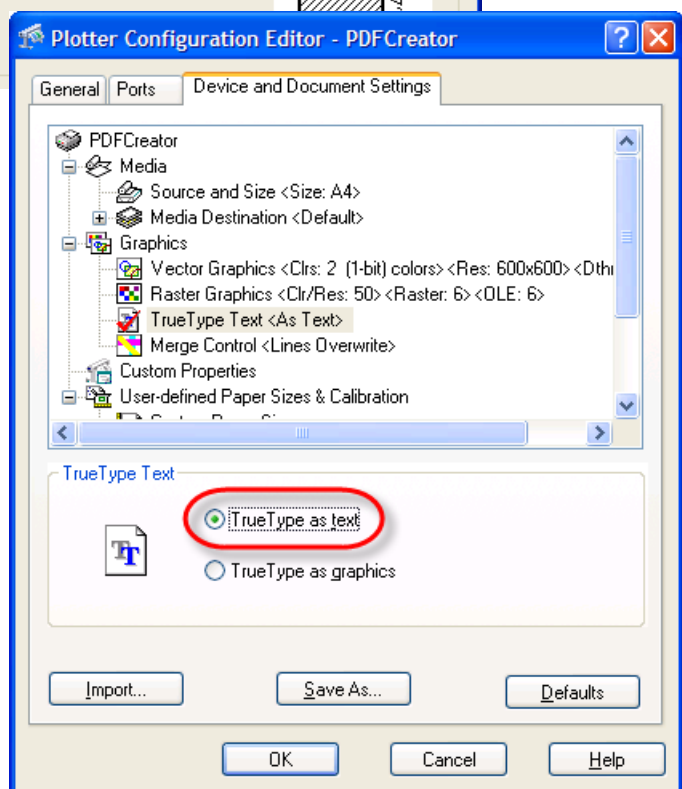 Plotter Configuration Editor - PDFCreator
General Ports Device and Document Settings
PDFCreator
Media
Source and Size <Size: A4>
Media Destination <Default>
Graphics
Vector Graphics <Clrs: 2 (1-bit) colors> <Res: 600x600> <Dth
Raster Graphics <Clr/Res: 50> <Raster: 6> <OLE: 6>
TrueType Text <As Text>
Merge Control <Lines Overwrite>
Custom Properties
User-defined Paper Sizes & Calibration
TrueType Text
TrueType as text
TrueType as graphics
Import... Save As... Defaults
OK Cancel Help